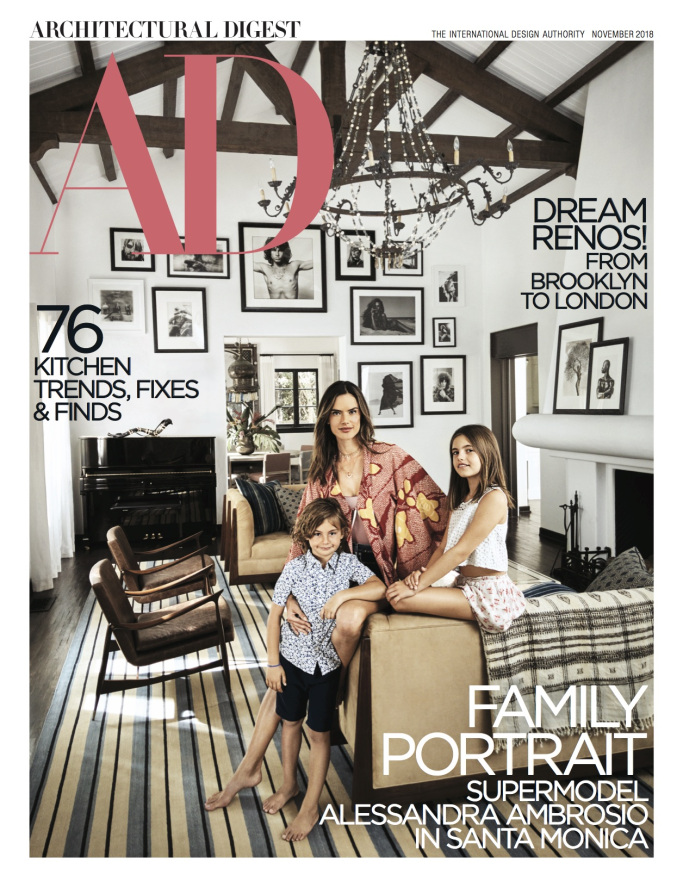 ARCHITECTURAL DIGEST
THE INTERNATIONAL DESIGN AUTHORITY NOVEMBER 2018
AD
DREAM
RENOS!
FROM
BROOKLYN
TO LONDON
76
KITCHEN
TRENDS, FIXES
& FINDS
FAMILY
PORTRAIT
SUPERMODEL
ALESSANDRA AMBROSIO
IN SANTA MONICA